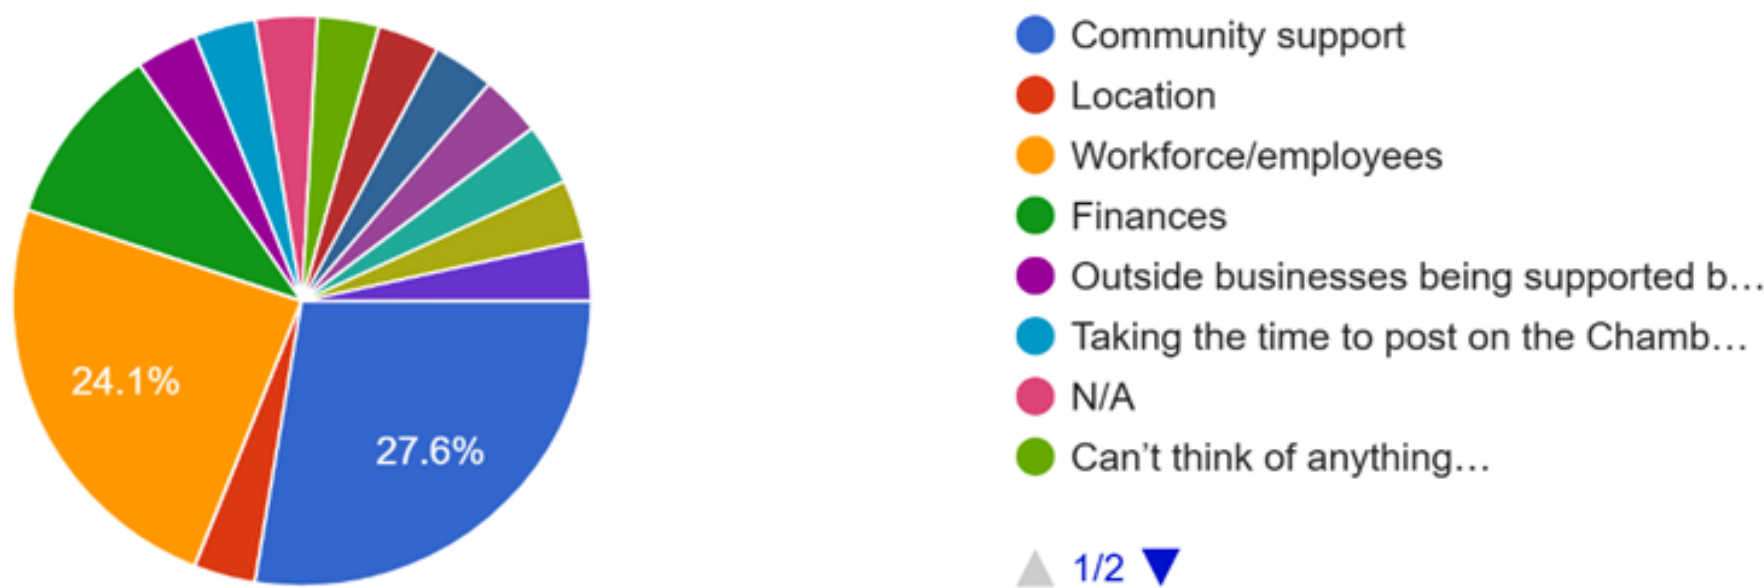 24.1%
27.6%
Community support
Location
Workforce/employees
Finances
Outside businesses being supported b...
Taking the time to post on the Chamb...
N/A
Can’t think of anything...
1/2